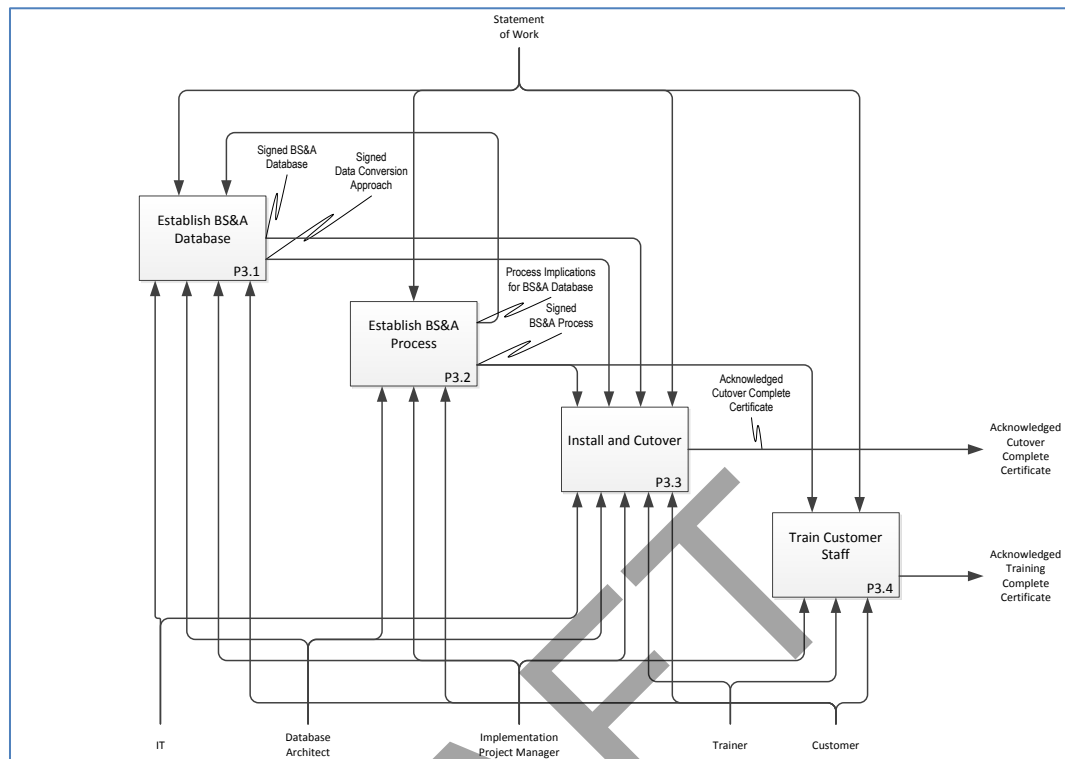 Statement
of Work
Signed BS&A
Database
Signed
Data Conversion
Approach
Establish BS&A
Database
P3.1
Process Implications
for BS&A Database
Signed
BS&A Process
Establish BS&A
Process
P3.2
Acknowledged
Cutover Complete
Certificate
Install and Cutover
P3.3
Acknowledged
Cutover
Complete
Certificate
Train Customer
Staff
P3.4
Acknowledged
Training
Complete
Certificate
IT
Database
Architect
Implementation
Project Manager
Trainer
Customer